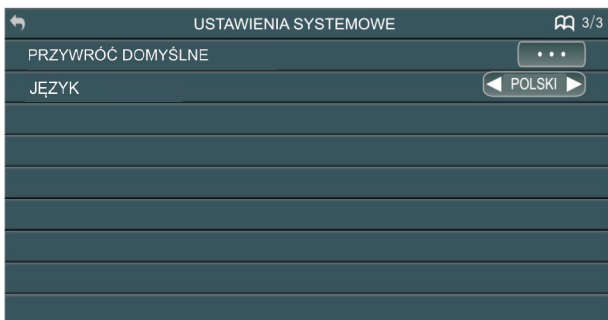 USTAWIENIA SYSTEMOWE 3/3
PRZYWRÓĆ DOMYŚLNE ...
JĘZYK POLSKI